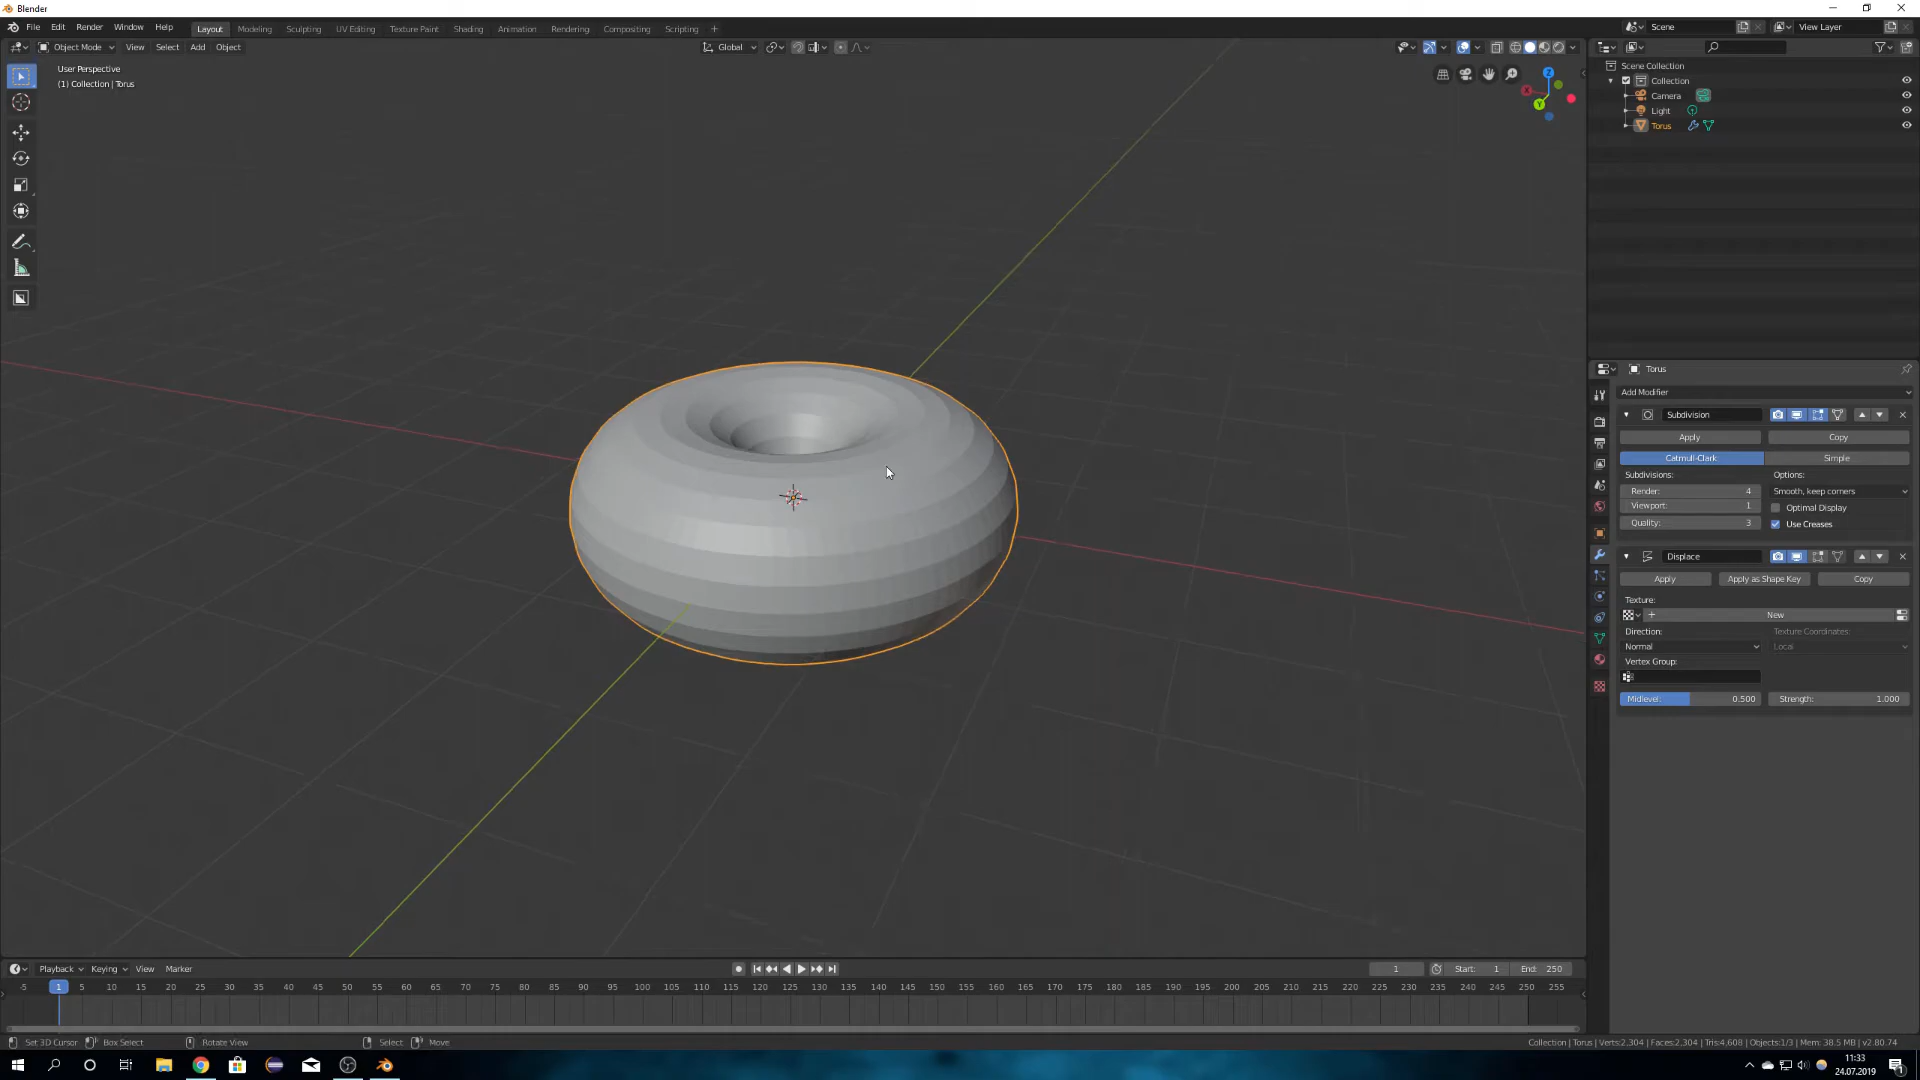 Blender
File Edit Render Window Help
Layout Modeling Sculpting UV Editing Texture Paint Shading Animation Rendering Compositing Scripting +
Scene
View Layer
Object Mode View Select Add Object
Global
User Perspective
(1) Collection | Torus
Z
X
Y
Scene Collection
Collection
Camera
Light
Torus
Torus
Add Modifier
Subdivision
Apply Copy
Catmull-Clark Simple
Subdivisions: Options:
Render: 4 Smooth, keep corners
Viewport: 1 Optimal Display
Quality: 3 Use Creases
Displace
Apply Apply as Shape Key Copy
Texture:
New
Direction: Texture Coordinates:
Normal Local
Vertex Group:
Midlevel: 0.500 Strength: 1.000
Playback Keying View Marker
1 Start: 1 End: 250
-5 1 5 10 15 20 25 30 35 40 45 50 55 60 65 70 75 80 85 90 95 100 105 110 115 120 125 130 135 140 145 150 155 160 165 170 175 180 185 190 195 200 205 210 215 220 225 230 235 240 245 250 255
Set 3D Cursor Box Select Rotate View Select Move
Collection | Torus | Verts:2,304 | Faces:2,304 | Tris:4,608 | Objects:1/3 | Mem: 38.5 MB | v2.80.74
11:33
24.07.2019